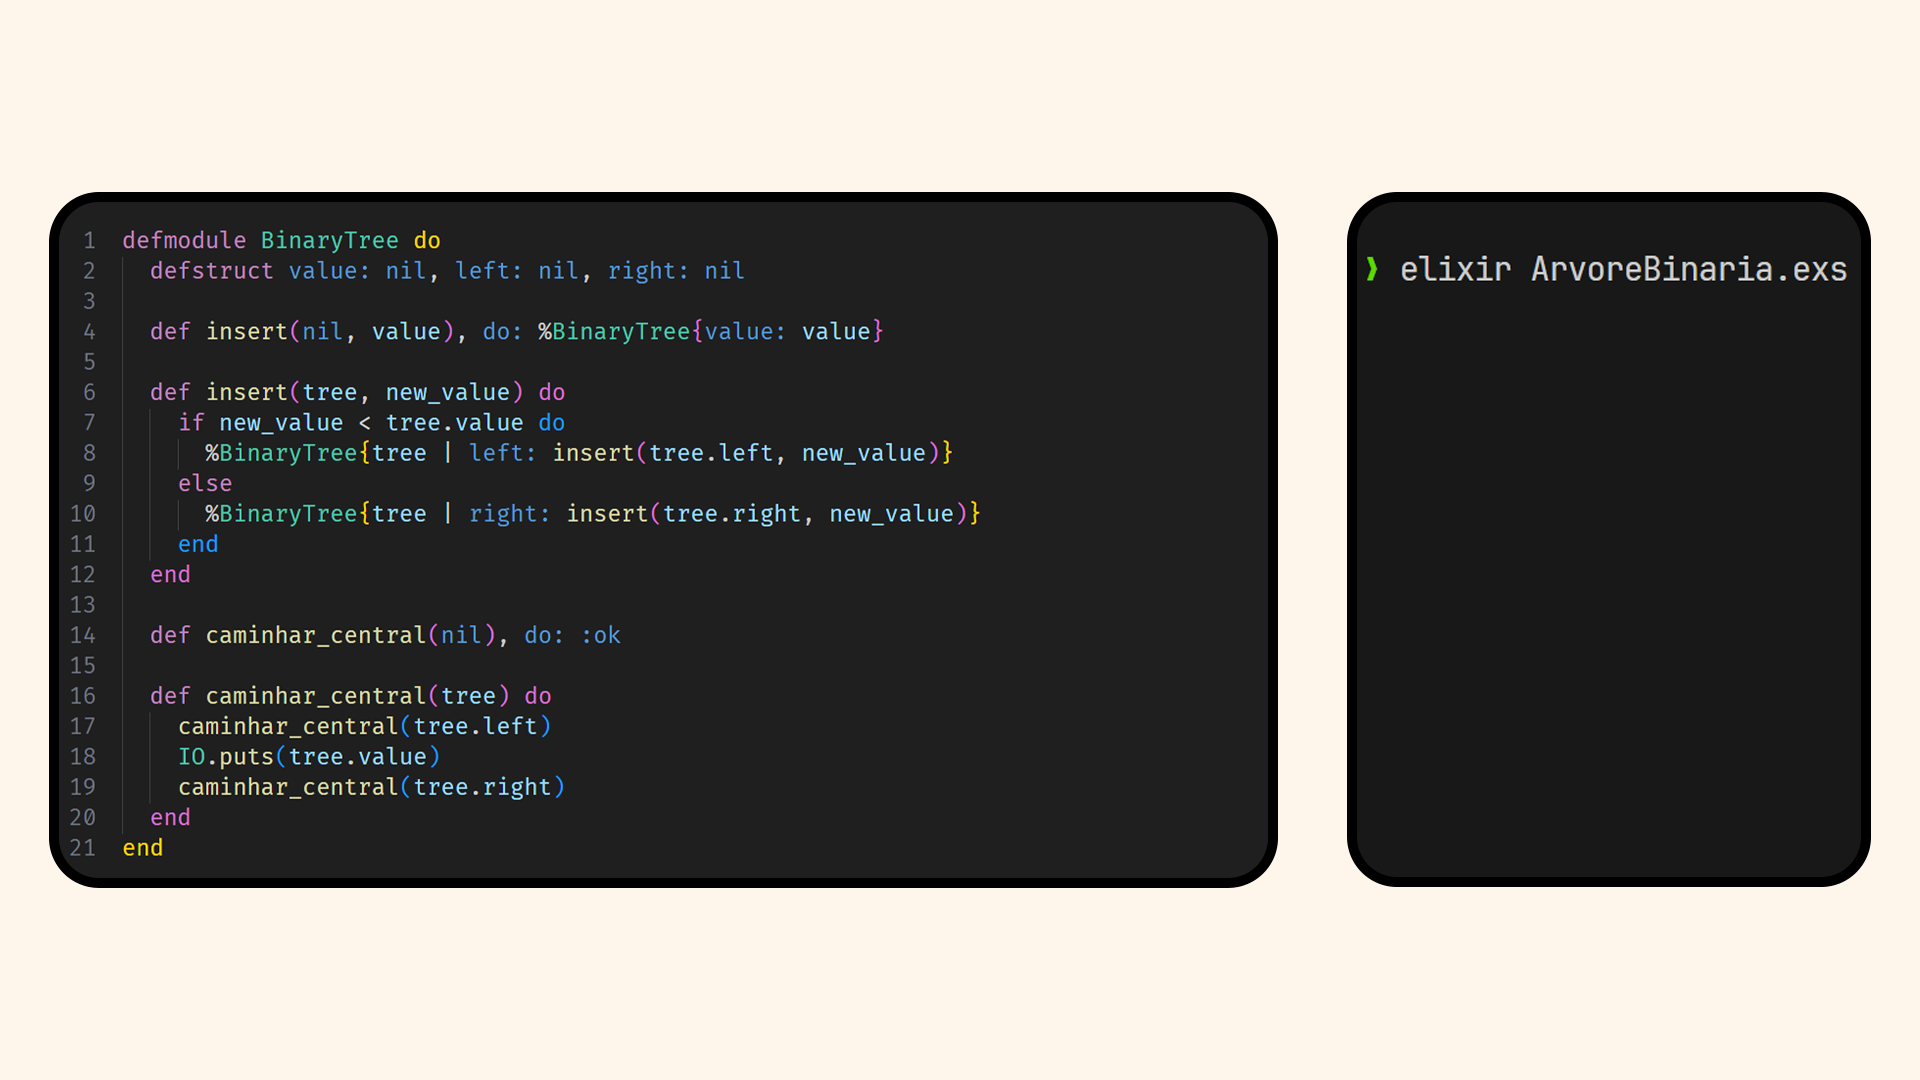 1 defmodule BinaryTree do
2   defstruct value: nil, left: nil, right: nil
3
4   def insert(nil, value), do: %BinaryTree{value: value}
5
6   def insert(tree, new_value) do
7     if new_value < tree.value do
8       %BinaryTree{tree | left: insert(tree.left, new_value)}
9     else
10       %BinaryTree{tree | right: insert(tree.right, new_value)}
11     end
12   end
13
14   def caminhar_central(nil), do: :ok
15
16   def caminhar_central(tree) do
17     caminhar_central(tree.left)
18     IO.puts(tree.value)
19     caminhar_central(tree.right)
20   end
21 end
❯ elixir ArvoreBinaria.exs